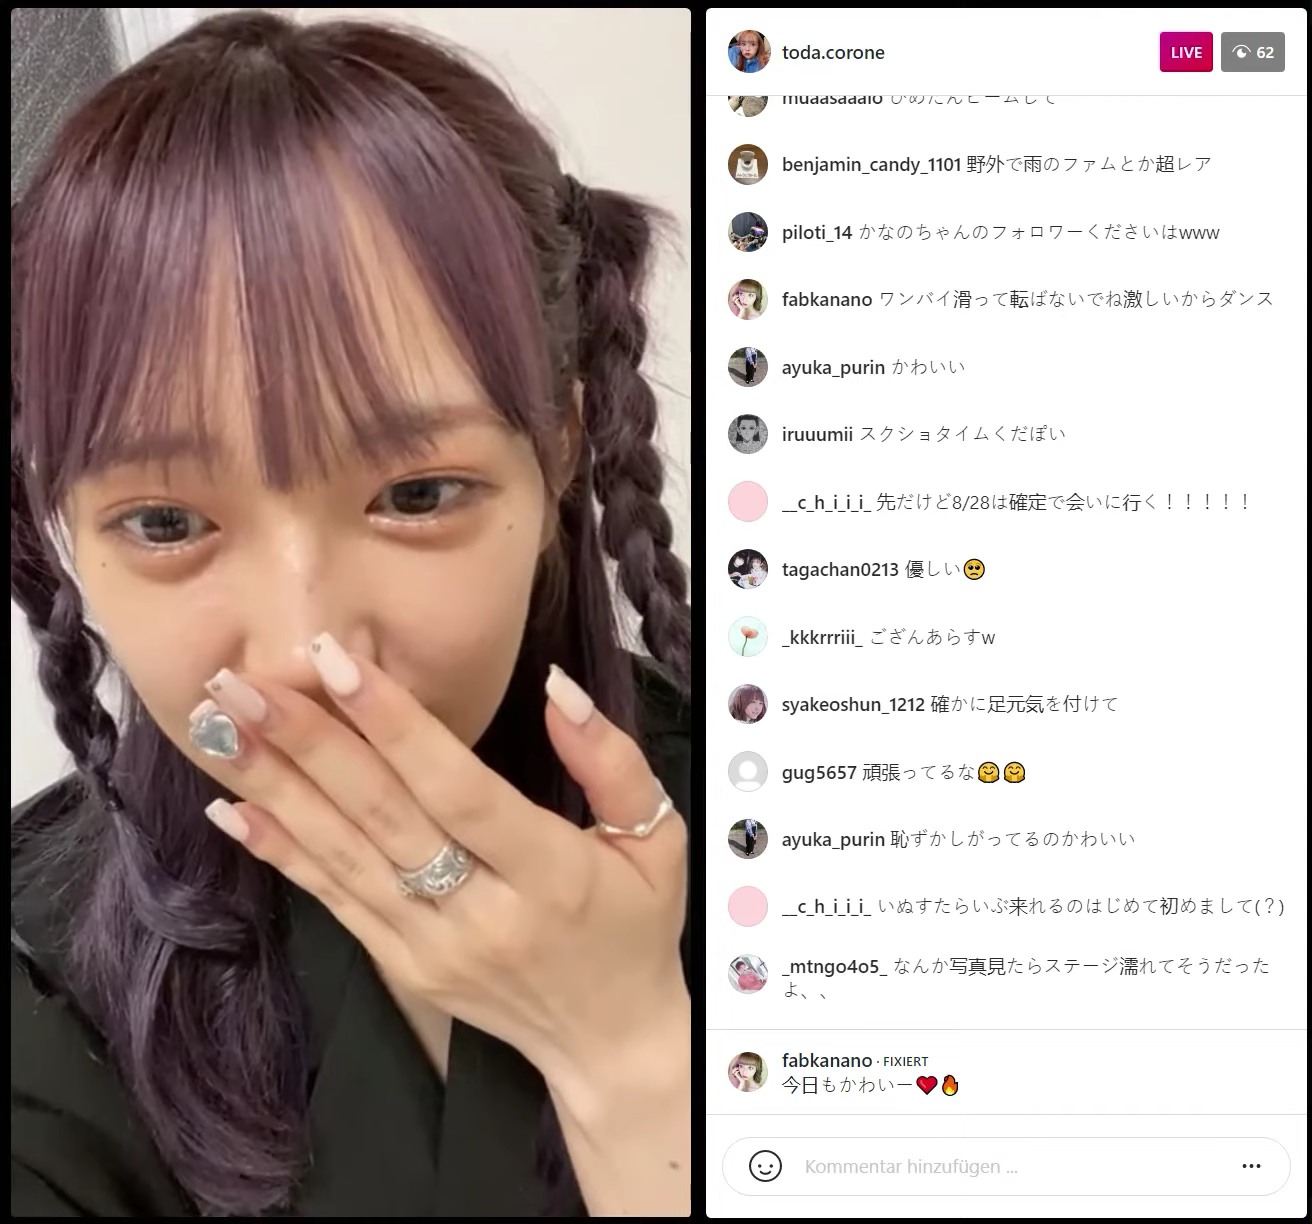 toda.corone
LIVE
62
muaasaaaio ひめたんビームして
benjamin_candy_1101 野外で雨のファムとか超レア
piloti_14 かなのちゃんのフォロワーくださいはwww
fabkanano ワンバイ滑って転ばないでね激しいからダンス
ayuka_purin かわいい
iruuumii スクショタイムくだぽい
__c_h_i_i_i_ 先だけど8/28は確定で会いに行く！！！！！
tagachan0213 優しい🥺
_kkkrrriii_ ござんあらすw
syakeoshun_1212 確かに足元気を付けて
gug5657 頑張ってるな🤗🤗
ayuka_purin 恥ずかしがってるのかわいい
__c_h_i_i_i_ いぬすたらいぶ来れるのはじめて初めまして(？)
_mtngo4o5_ なんか写真見たらステージ濡れてそうだった
よ、、
fabkanano · FIXIERT
今日もかわいー❤️🔥
Kommentar hinzufügen ...